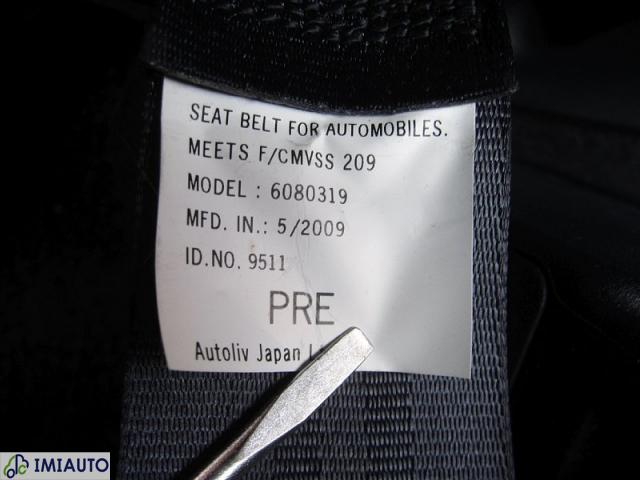 SEAT BELT FOR AUTOMOBILES.
MEETS F/CMVSS 209
MODEL : 6080319
MFD. IN.: 5/2009
ID.NO. 9511
PRE
Autoliv Japan
IMIAUTO